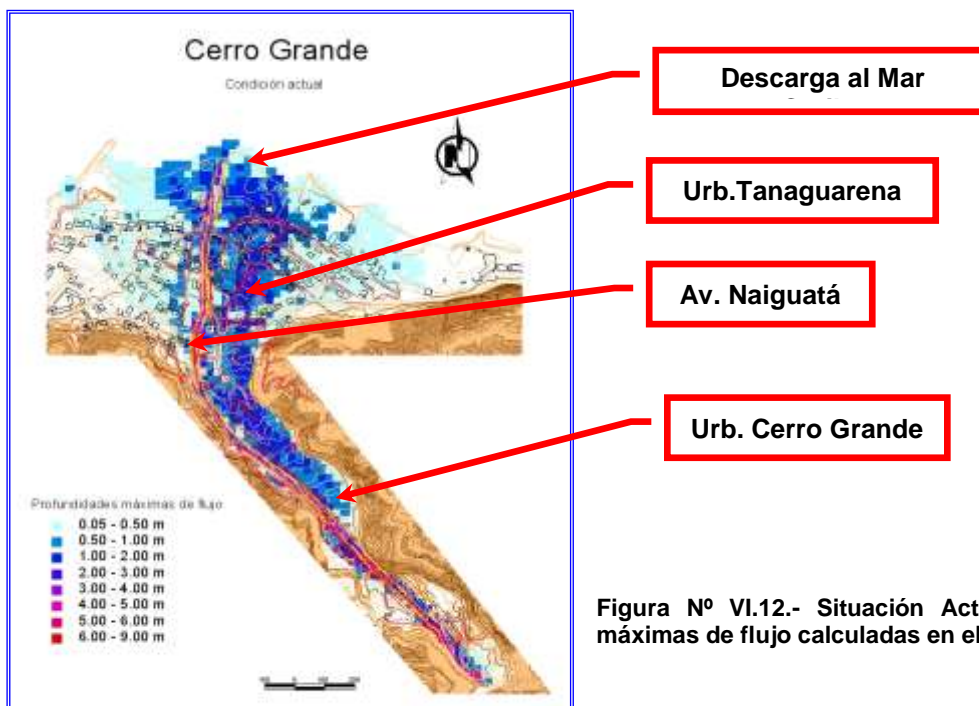 Cerro Grande
Condición actual
Descarga al Mar
Urb.Tanaguarena
N
Av. Naiguatá
Urb. Cerro Grande
Profundidades máximas de flujo
0.05 - 0.50 m
0.50 - 1.00 m
1.00 - 2.00 m
2.00 - 3.00 m
3.00 - 4.00 m
4.00 - 5.00 m
5.00 - 6.00 m
6.00 - 9.00 m
Figura Nº VI.12.- Situación Act
máximas de flujo calculadas en el